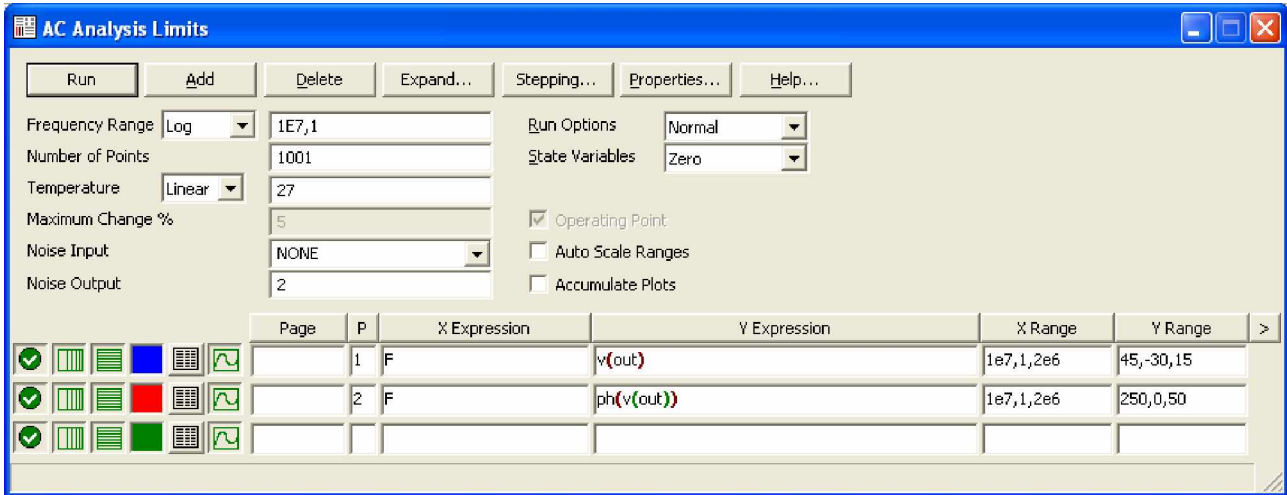 AC Analysis Limits
Run Add Delete Expand... Stepping... Properties... Help...
Frequency Range Log 1E7,1 Run Options Normal
Number of Points 1001 State Variables Zero
Temperature Linear 27
Maximum Change % 5 Operating Point
Noise Input NONE Auto Scale Ranges
Noise Output 2 Accumulate Plots
Page P X Expression Y Expression X Range Y Range >
1 F v(out) 1e7,1,2e6 45,-30,15
2 F ph(v(out)) 1e7,1,2e6 250,0,50